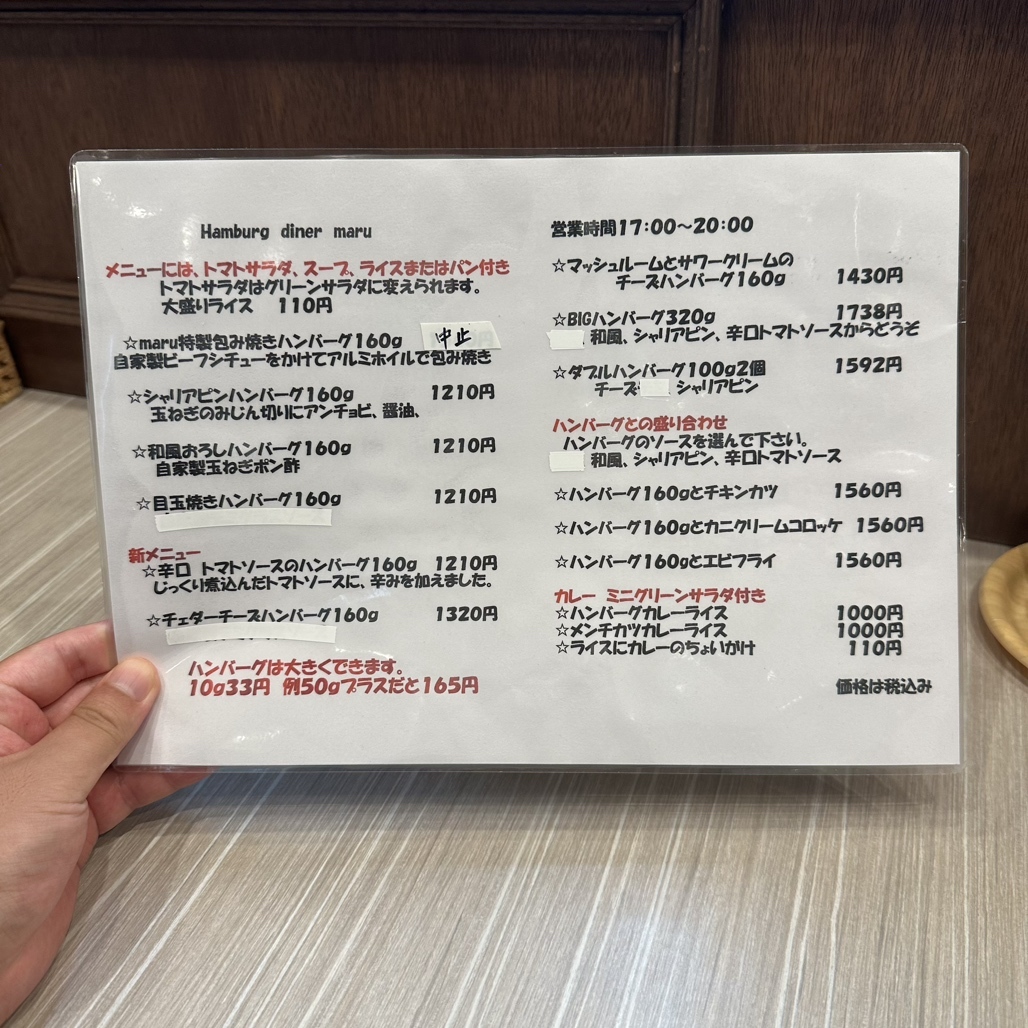 Hamburg diner maru
メニューには、トマトサラダ、スープ、ライスまたはパン付き
トマトサラダはグリーンサラダに変えられます。
大盛りライス 110円
☆maru特製包み焼きハンバーグ160g 中止
自家製ビーフシチューをかけてアルミホイルで包み焼き
☆シャリアピンハンバーグ160g 1210円
玉ねぎのみじん切りにアンチョビ、醤油、
☆和風おろしハンバーグ160g 1210円
自家製玉ねぎポン酢
☆目玉焼きハンバーグ160g 1210円
新メニュー
☆辛口 トマトソースのハンバーグ160g 1210円
じっくり煮込んだトマトソースに、辛みを加えました。
☆チェダーチーズハンバーグ160g 1320円
ハンバーグは大きくできます。
10g33円 例50gプラスだと165円
営業時間17:00～20:00
☆マッシュルームとサワークリームの
チーズハンバーグ160g 1430円
☆BIGハンバーグ320g 1738円
和風、シャリアピン、辛口トマトソースからどうぞ
☆ダブルハンバーグ100g2個 1592円
チーズ シャリアピン
ハンバーグとの盛り合わせ
ハンバーグのソースを選んで下さい。
和風、シャリアピン、辛口トマトソース
☆ハンバーグ160gとチキンカツ 1560円
☆ハンバーグ160gとカニクリームコロッケ 1560円
☆ハンバーグ160gとエビフライ 1560円
カレー ミニグリーンサラダ付き
☆ハンバーグカレーライス 1000円
☆メンチカツカレーライス 1000円
☆ライスにカレーのちょいがけ 110円
価格は税込み